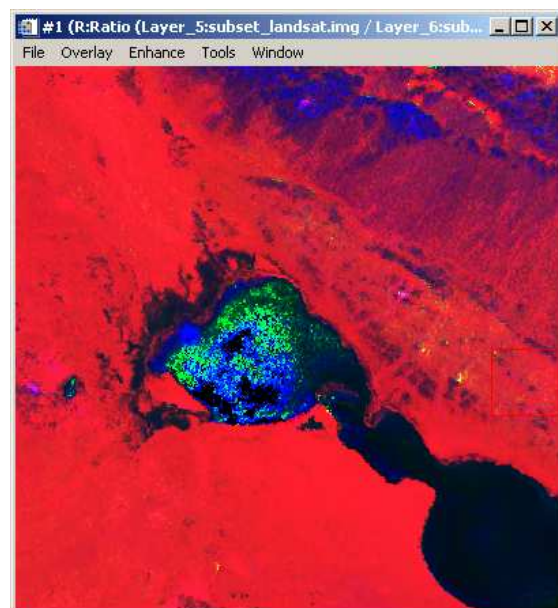 #1 (R:Ratio (Layer_5:subset_landsat.img / Layer_6:sub...
File Overlay Enhance Tools Window